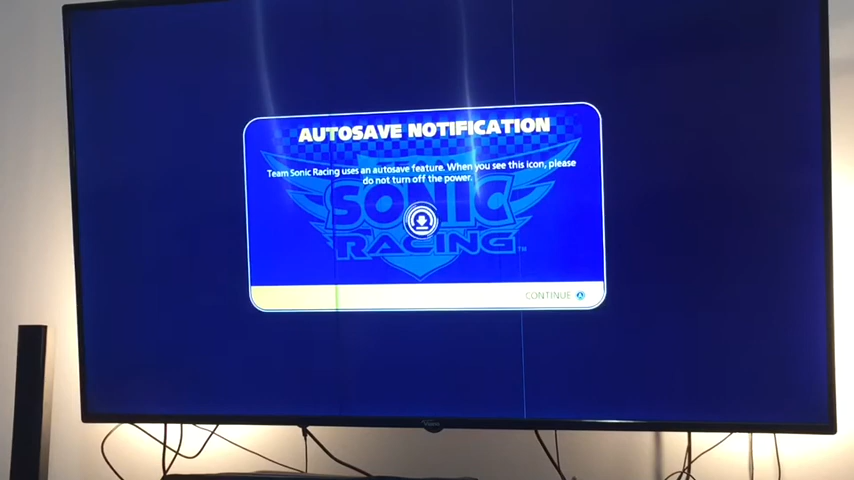 AUTOSAVE NOTIFICATION
Team Sonic Racing uses an autosave feature. When you see this icon, please
do not turn off the power.
SONIC
RACING™
CONTINUE A